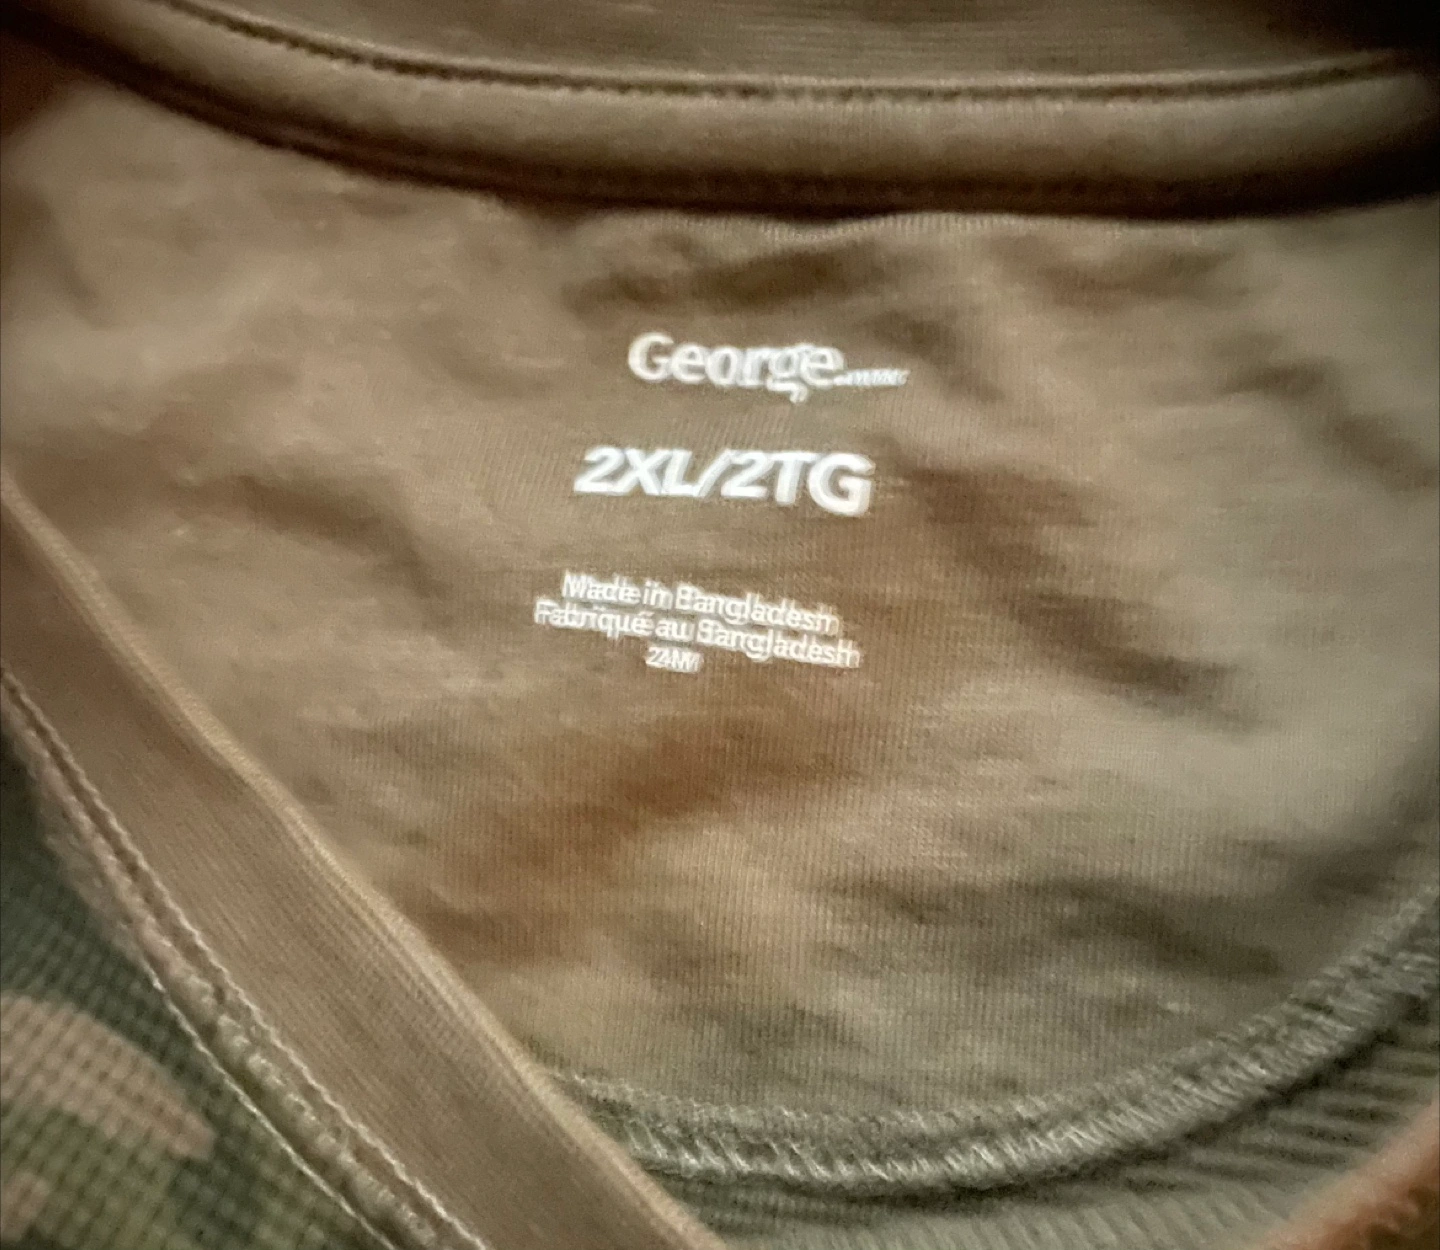 George
2XL/2TG
Made in Bangladesh
Fabriqué au Bangladesh